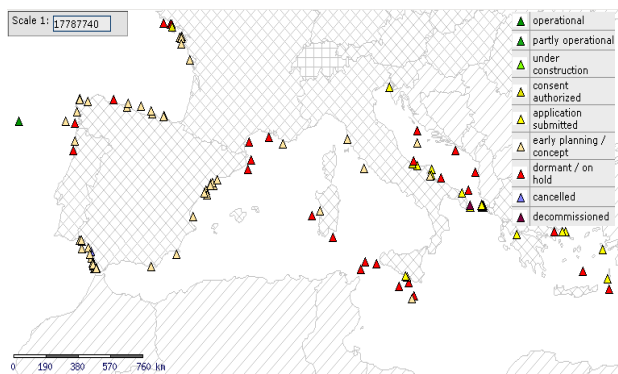 Scale 1: 17787740
operational
partly operational
under
construction
consent
authorized
application
submitted
early planning /
concept
dormant / on
hold
cancelled
decommissioned
0 190 380 570 760 km